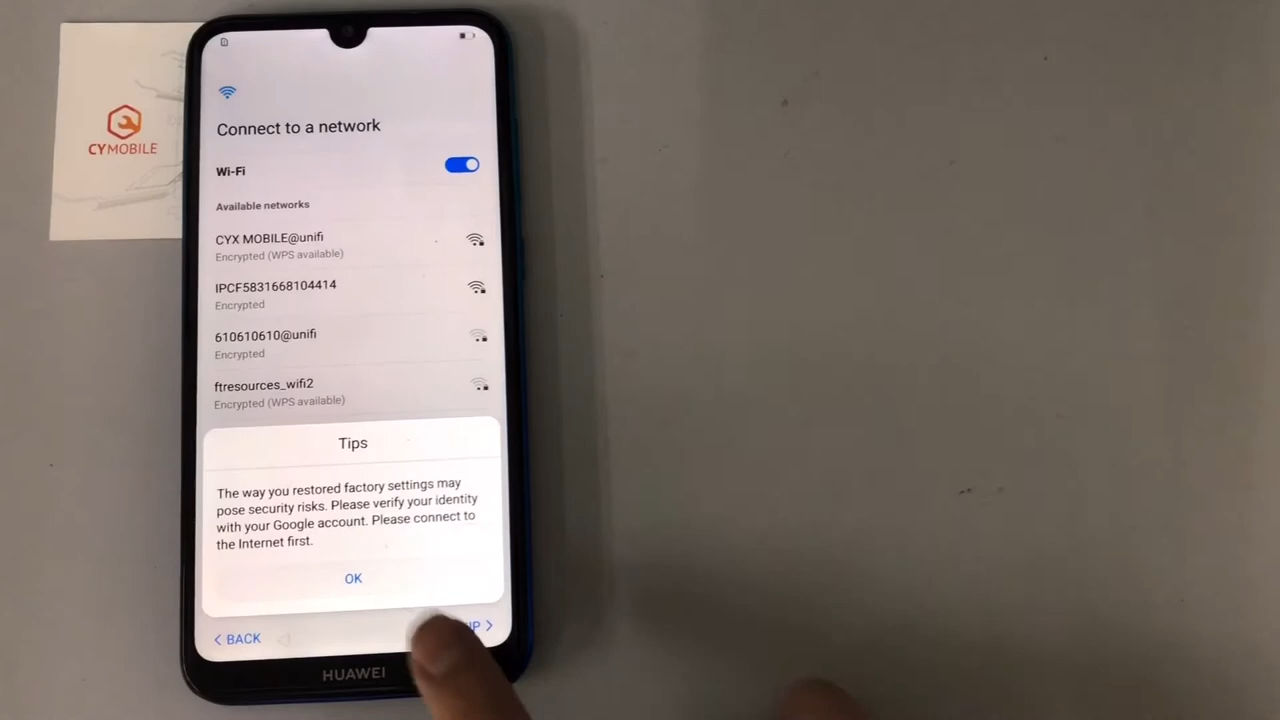 CYMOBILE
Connect to a network
Wi-Fi
Available networks
CYX MOBILE@unifi
Encrypted (WPS available)
IPCF5831668104414
Encrypted
610610610@unifi
Encrypted
ftresources_wifi2
Encrypted (WPS available)
Tips
The way you restored factory settings may
pose security risks. Please verify your identity
with your Google account. Please connect to
the Internet first.
OK
< BACK
HUAWEI